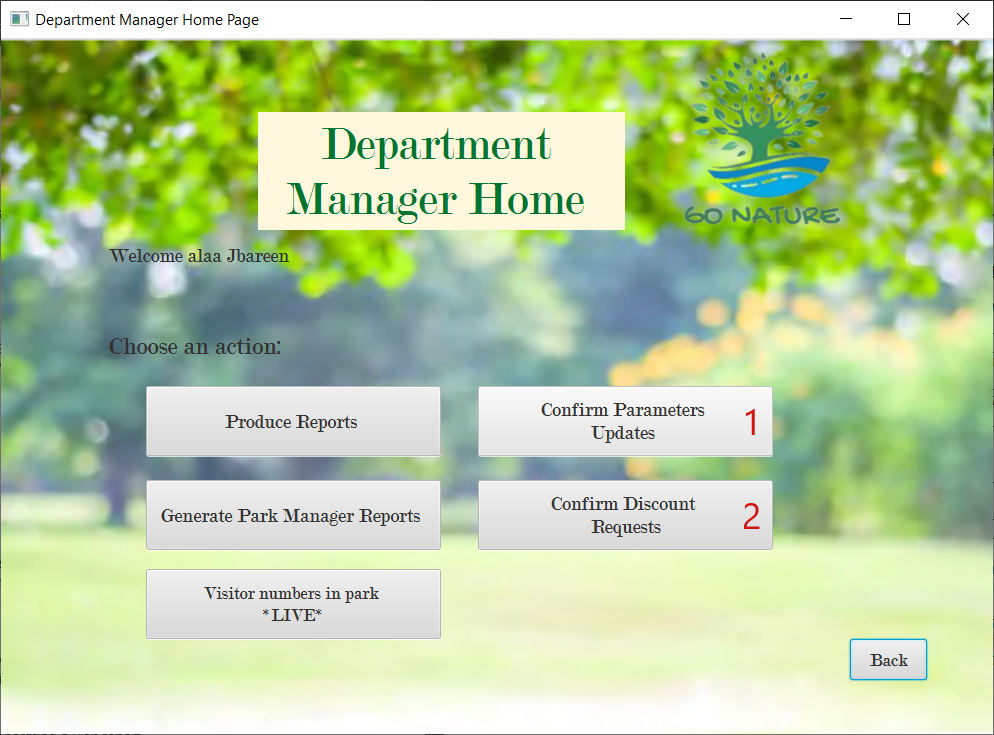 Department Manager Home Page
GO NATURE
Department
Manager Home
Welcome alaa Jbareen
Choose an action:
Produce Reports
Confirm Parameters
Updates
1
Generate Park Manager Reports
Confirm Discount
Requests
2
Visitor numbers in park
*LIVE*
Back